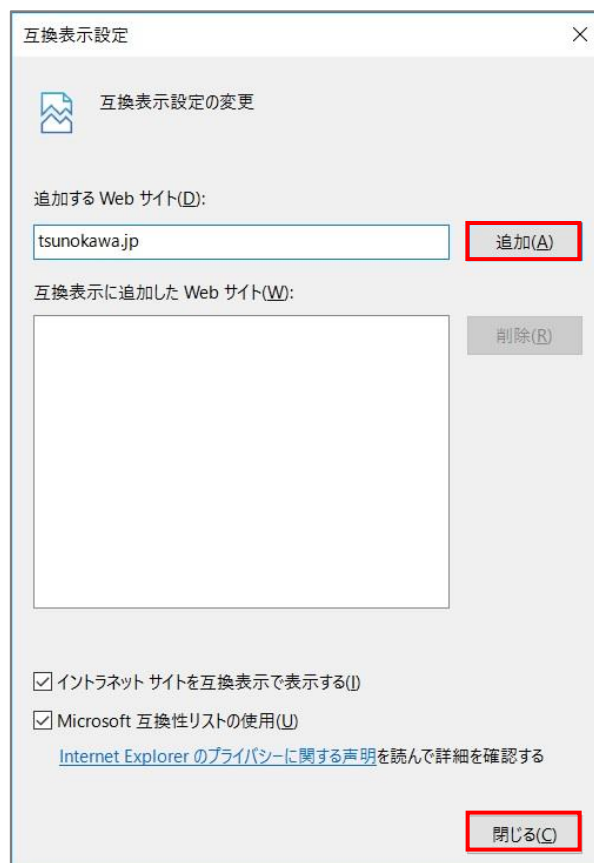 互換表示設定
互換表示設定の変更
追加する Web サイト(D):
tsunokawa.jp
追加(A)
互換表示に追加した Web サイト(W):
削除(R)
イントラネット サイトを互換表示で表示する(I)
Microsoft 互換性リストの使用(U)
Internet Explorer のプライバシーに関する声明を読んで詳細を確認する
閉じる(C)